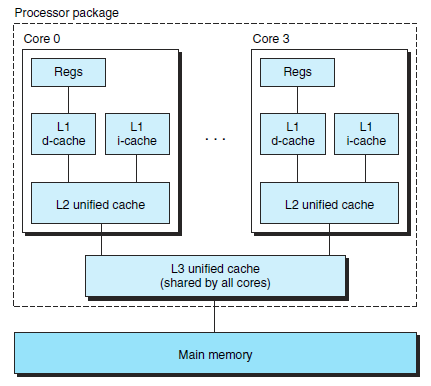 Processor package
Core 0
Core 3
Regs
Regs
L1
d-cache
L1
i-cache
. . .
L1
d-cache
L1
i-cache
L2 unified cache
L2 unified cache
L3 unified cache
(shared by all cores)
Main memory